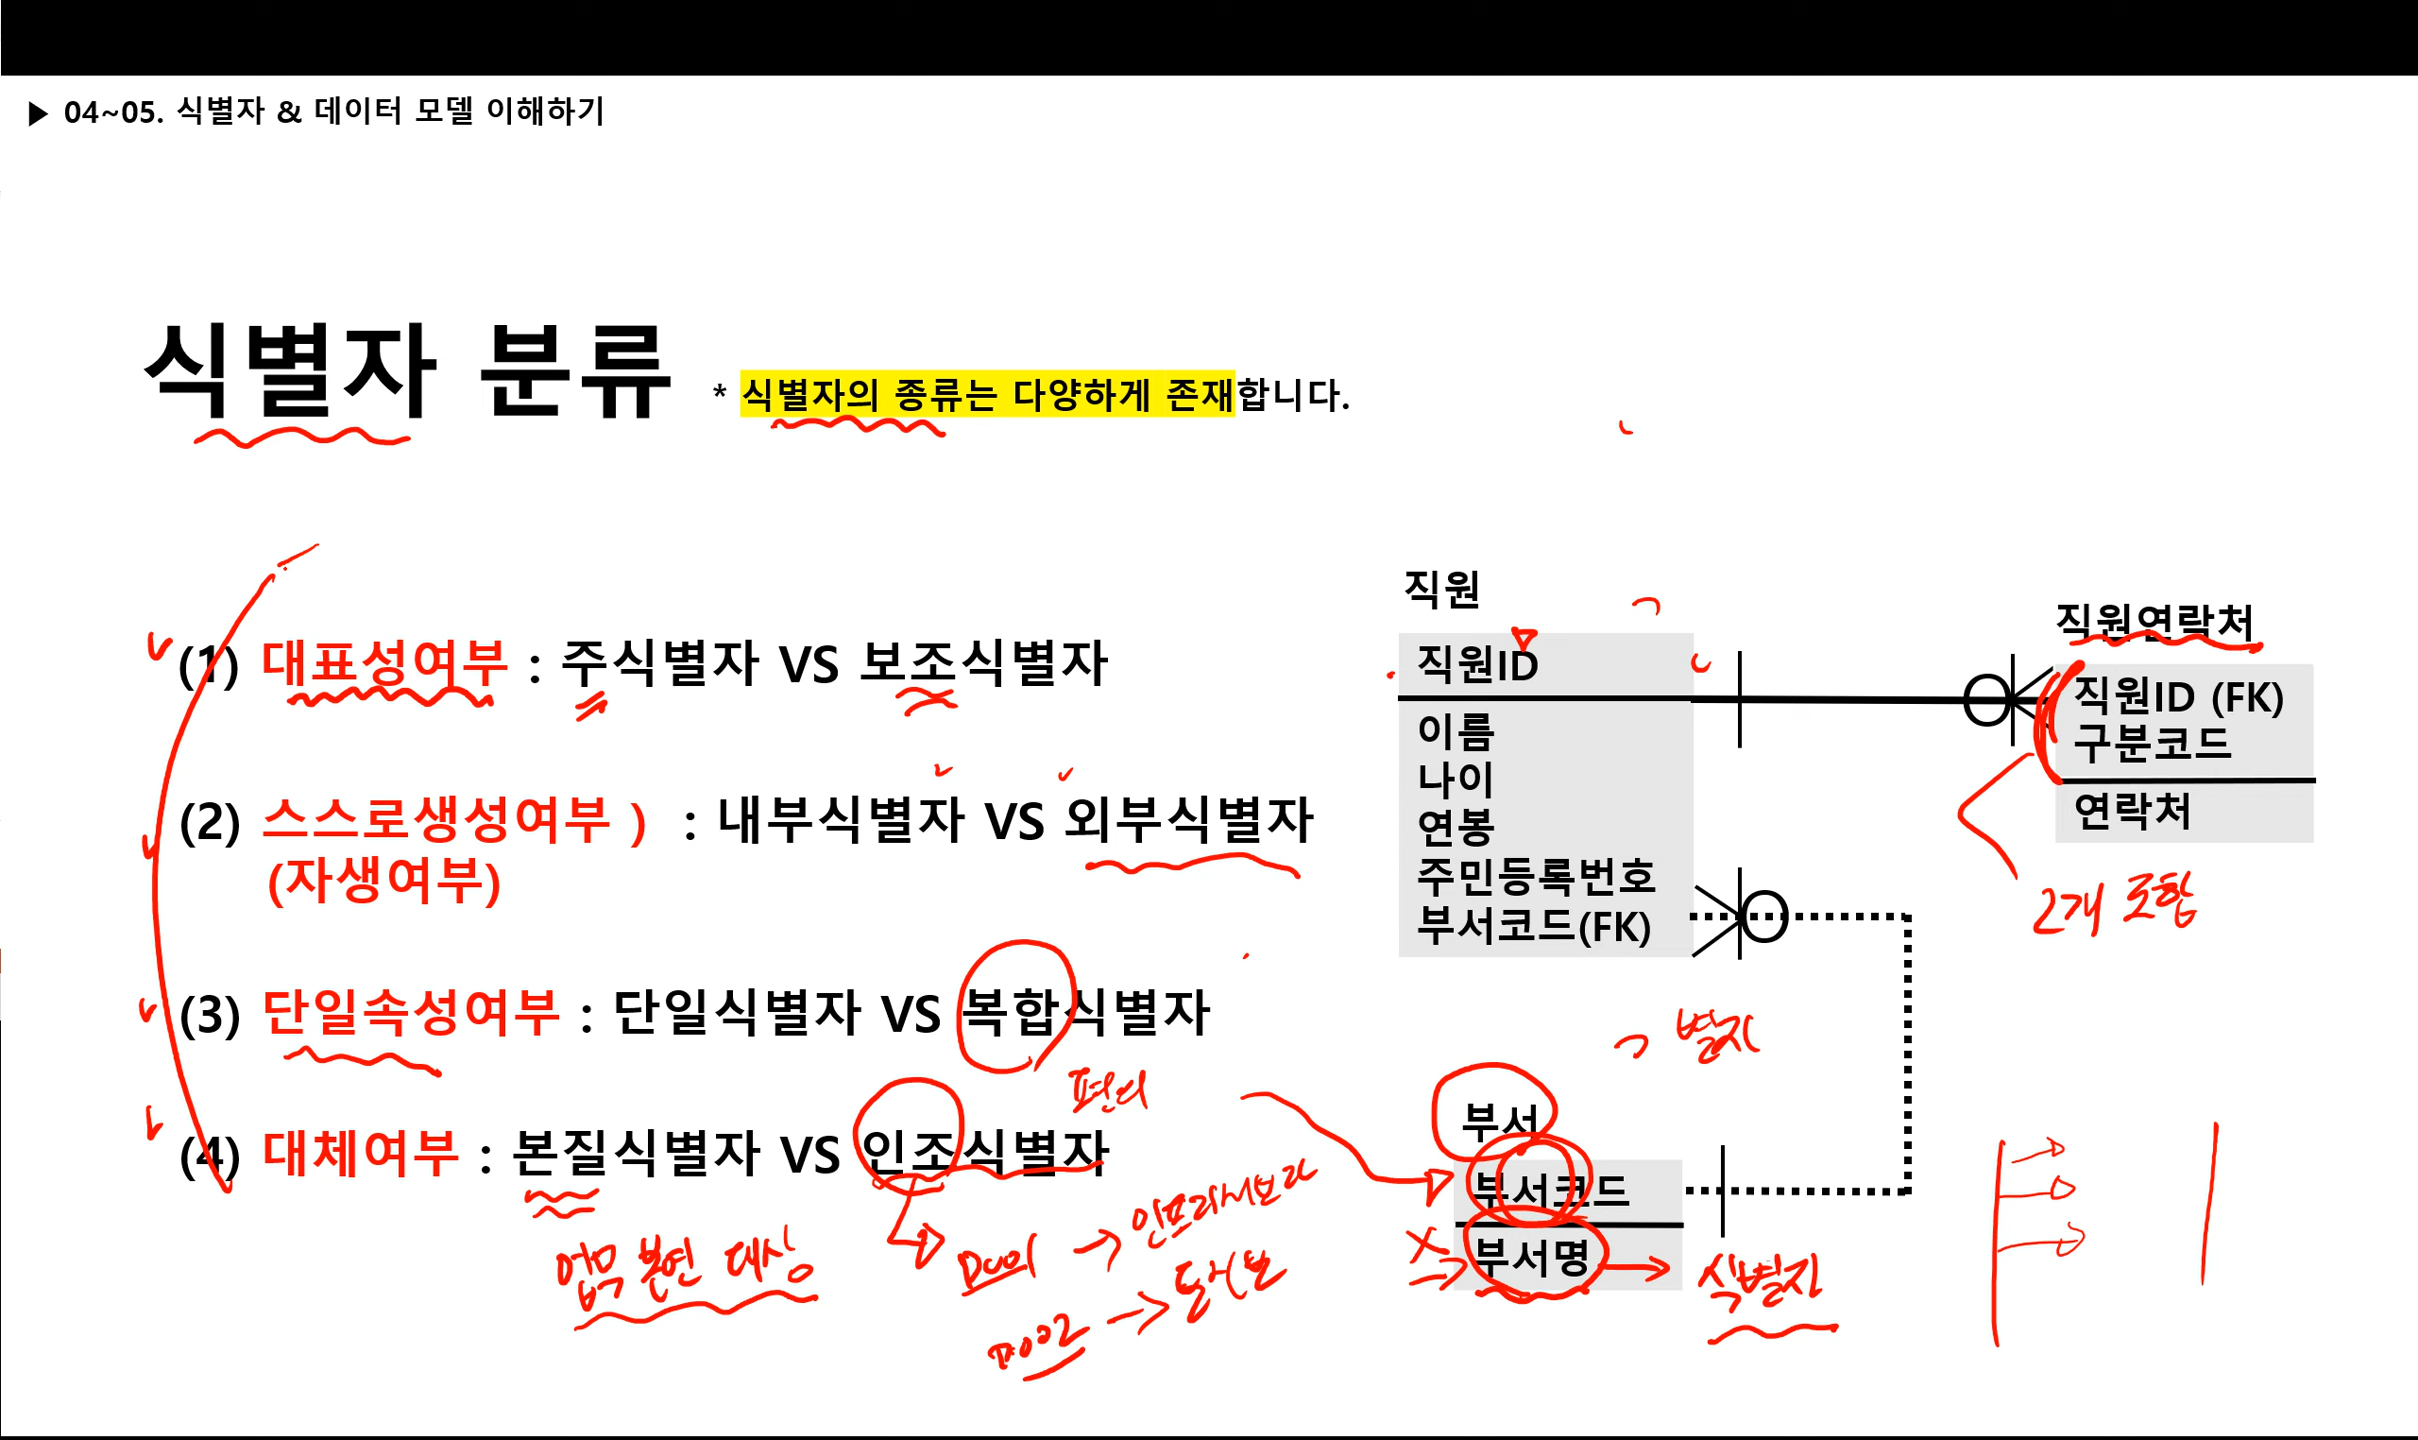 ▶ 04~05. 식별자 & 데이터 모델 이해하기
식별자 분류 * 식별자의 종류는 다양하게 존재합니다.
(1) 대표성여부 : 주식별자 VS 보조식별자
(2) 스스로생성여부 ) : 내부식별자 VS 외부식별자
(자생여부)
(3) 단일속성여부 : 단일식별자 VS 복합식별자
편의
(4) 대체여부 : 본질식별자 VS 인조식별자
업무 본연 대상
D001 →
D002 →
직원
직원ID
이름
나이
연봉
주민등록번호
부서코드(FK)
직원연락처
직원ID (FK)
구분코드
연락처
2개 포함
부서
부서코드
부서명
식별자